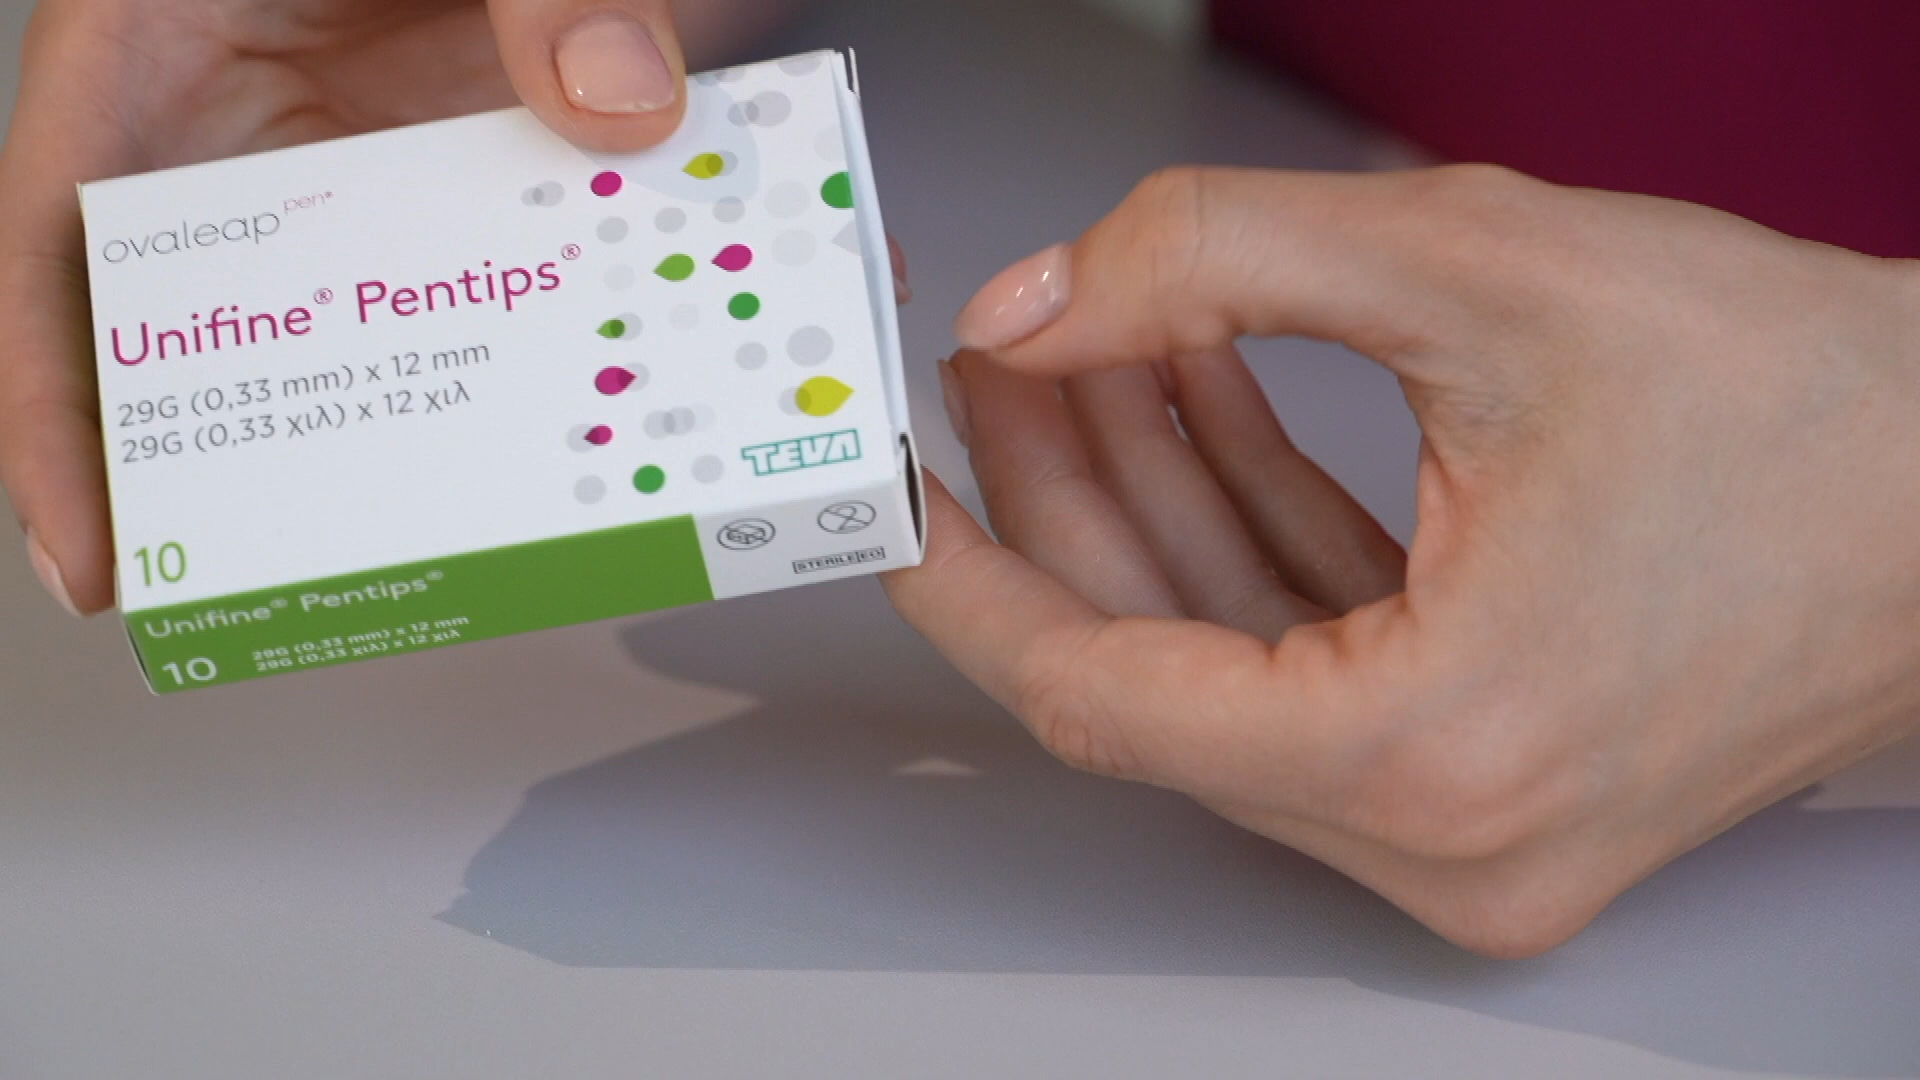 ovaleap pen®
Unifine® Pentips®
29G (0,33 mm) x 12 mm
29G (0,33 χιλ) x 12 χιλ
TEVA
10
Unifine® Pentips®
10
29G (0,33 mm) x 12 mm
29G (0,33 χιλ) x 12 χιλ
2
STERILE EO